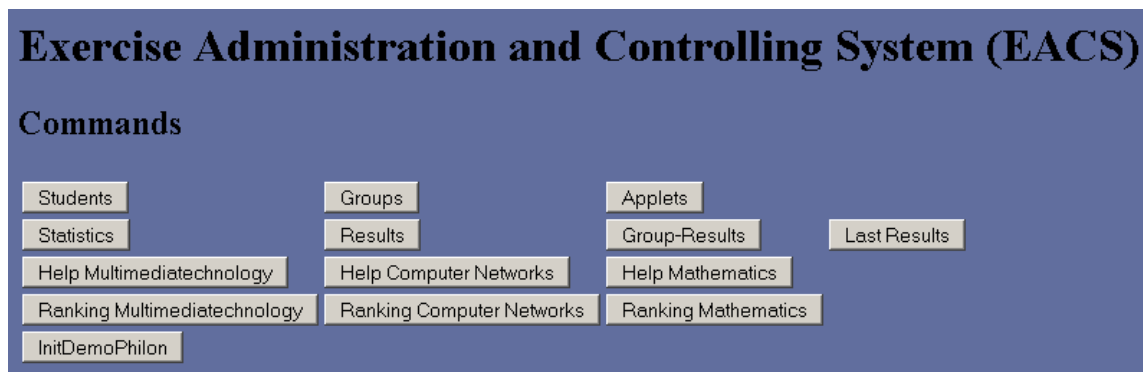 Exercise Administration and Controlling System (EACS)
Commands
Students Groups Applets
Statistics Results Group-Results Last Results
Help Multimediatechnology Help Computer Networks Help Mathematics
Ranking Multimediatechnology Ranking Computer Networks Ranking Mathematics
InitDemoPhilon